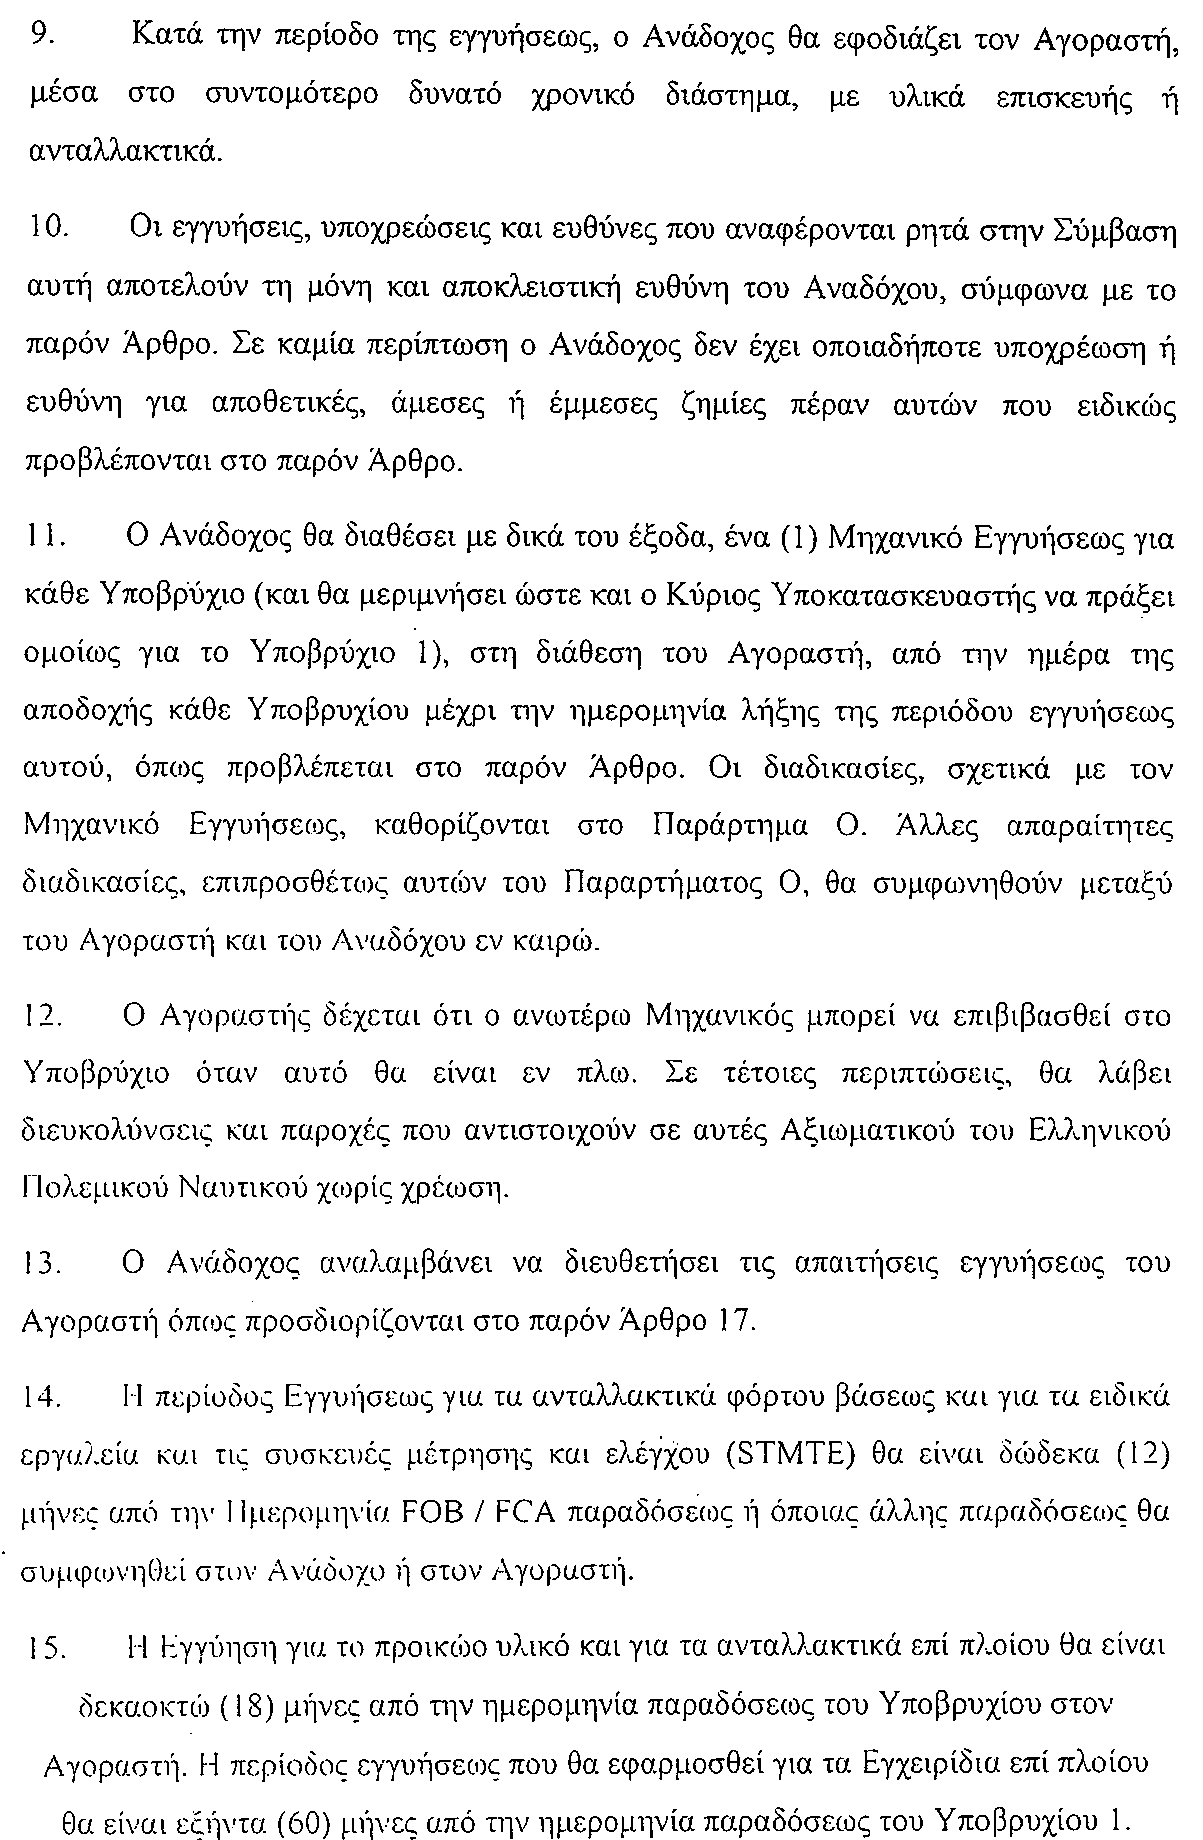 9. Κατά την περίοδο της εγγυήσεως, ο Ανάδοχος θα εφοδιάζει τον Αγοραστή,
μέσα στο συντομότερο δυνατό χρονικό διάστημα, με υλικά επισκευής ή
ανταλλακτικά.
10. Οι εγγυήσεις, υποχρεώσεις και ευθύνες που αναφέρονται ρητά στην Σύμβαση
αυτή αποτελούν τη μόνη και αποκλειστική ευθύνη του Αναδόχου, σύμφωνα με το
παρόν Άρθρο. Σε καμία περίπτωση ο Ανάδοχος δεν έχει οποιαδήποτε υποχρέωση ή
ευθύνη για αποθετικές, άμεσες ή έμμεσες ζημίες πέραν αυτών που ειδικώς
προβλέπονται στο παρόν Άρθρο.
11. Ο Ανάδοχος θα διαθέσει με δικά του έξοδα, ένα (1) Μηχανικό Εγγυήσεως για
κάθε Υποβρύχιο (και θα μεριμνήσει ώστε και ο Κύριος Υποκατασκευαστής να πράξει
ομοίως για το Υποβρύχιο 1), στη διάθεση του Αγοραστή, από την ημέρα της
αποδοχής κάθε Υποβρυχίου μέχρι την ημερομηνία λήξης της περιόδου εγγυήσεως
αυτού, όπως προβλέπεται στο παρόν Άρθρο. Οι διαδικασίες, σχετικά με τον
Μηχανικό Εγγυήσεως, καθορίζονται στο Παράρτημα Ο. Άλλες απαραίτητες
διαδικασίες, επιπροσθέτως αυτών του Παραρτήματος Ο, θα συμφωνηθούν μεταξύ
του Αγοραστή και του Αναδόχου εν καιρώ.
12. Ο Αγοραστής δέχεται ότι ο ανωτέρω Μηχανικός μπορεί να επιβιβασθεί στο
Υποβρύχιο όταν αυτό θα είναι εν πλω. Σε τέτοιες περιπτώσεις, θα λάβει
διευκολύνσεις και παροχές που αντιστοιχούν σε αυτές Αξιωματικού του Ελληνικού
Πολεμικού Ναυτικού χωρίς χρέωση.
13. Ο Ανάδοχος αναλαμβάνει να διευθετήσει τις απαιτήσεις εγγυήσεως του
Αγοραστή όπως προσδιορίζονται στο παρόν Άρθρο 17.
14. Η περίοδος Εγγυήσεως για τα ανταλλακτικά φόρτου βάσεως και για τα ειδικά
εργαλεία και τις συσκευές μέτρησης και ελέγχου (STMTE) θα είναι δώδεκα (12)
μήνες από την Ημερομηνία FOB / FCA παραδόσεως ή όποιας άλλης παραδόσεως θα
συμφωνηθεί στον Ανάδοχο ή στον Αγοραστή.
15. Η Εγγύηση για το προικώο υλικό και για τα ανταλλακτικά επί πλοίου θα είναι
δεκαοκτώ (18) μήνες από την ημερομηνία παραδόσεως του Υποβρυχίου στον
Αγοραστή. Η περίοδος εγγυήσεως που θα εφαρμοσθεί για τα Εγχειρίδια επί πλοίου
θα είναι εξήντα (60) μήνες από την ημερομηνία παραδόσεως του Υποβρυχίου 1.